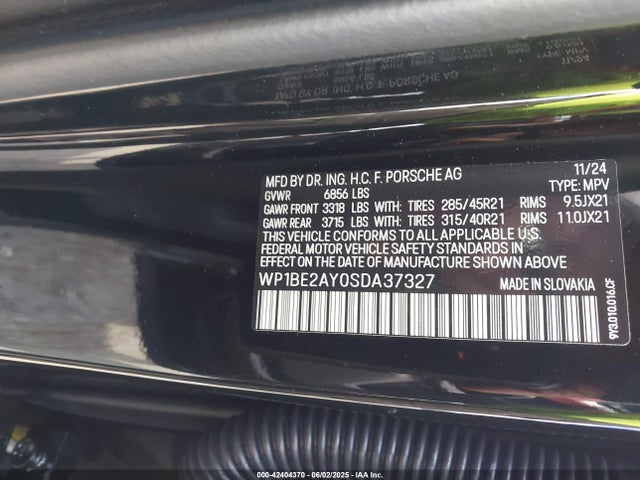 MFD BY DR. ING. H.C. F. PORSCHE AG 11/24
GVWR 6856 LBS TYPE: MPV
GAWR FRONT 3318 LBS WITH: TIRES 285/45R21 RIMS 9.5JX21
GAWR REAR 3715 LBS WITH: TIRES 315/40R21 RIMS 11.0JX21
THIS VEHICLE CONFORMS TO ALL APPLICABLE
FEDERAL MOTOR VEHICLE SAFETY STANDARDS IN
EFFECT ON THE DATE OF MANUFACTURE SHOWN ABOVE.
WP1BE2AY0SDA37327 MADE IN SLOVAKIA
9Y3.010.016.CF
000-42404370 - 06/02/2025 - IAA Inc.